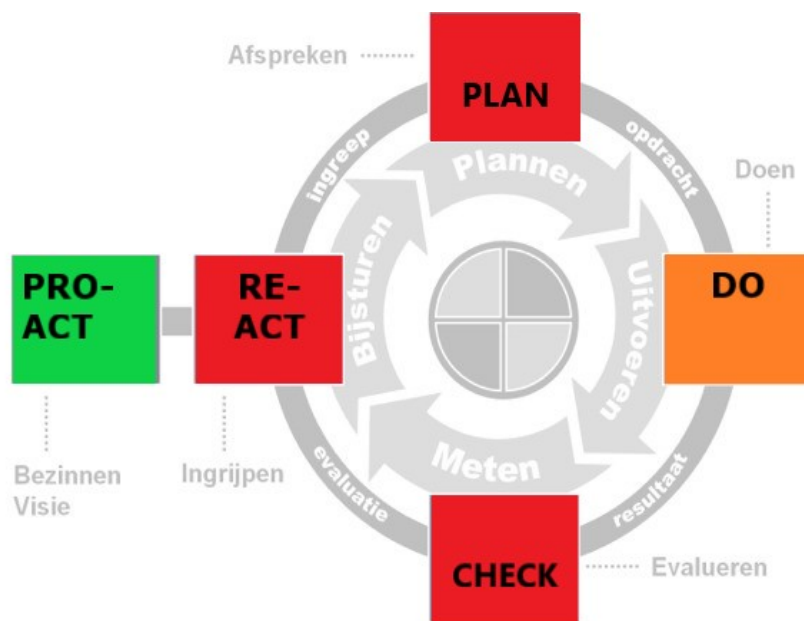 Afspreken
PLAN
ingreep
Plannen
opdracht
Doen
PRO-
ACT
RE-
ACT
Bijsturen
Uitvoeren
DO
Bezinnen
Visie
Ingrijpen
evaluatie
Meten
resultaat
CHECK
Evalueren